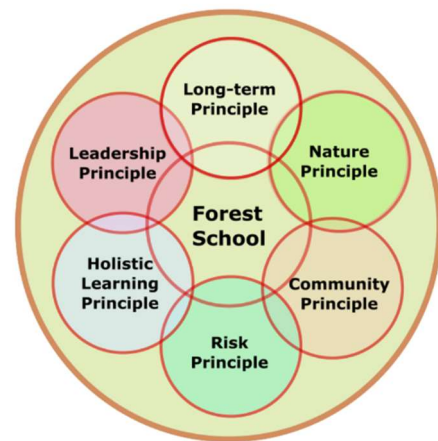 Long-term
Principle
Leadership
Principle
Nature
Principle
Forest
School
Holistic
Learning
Principle
Community
Principle
Risk
Principle